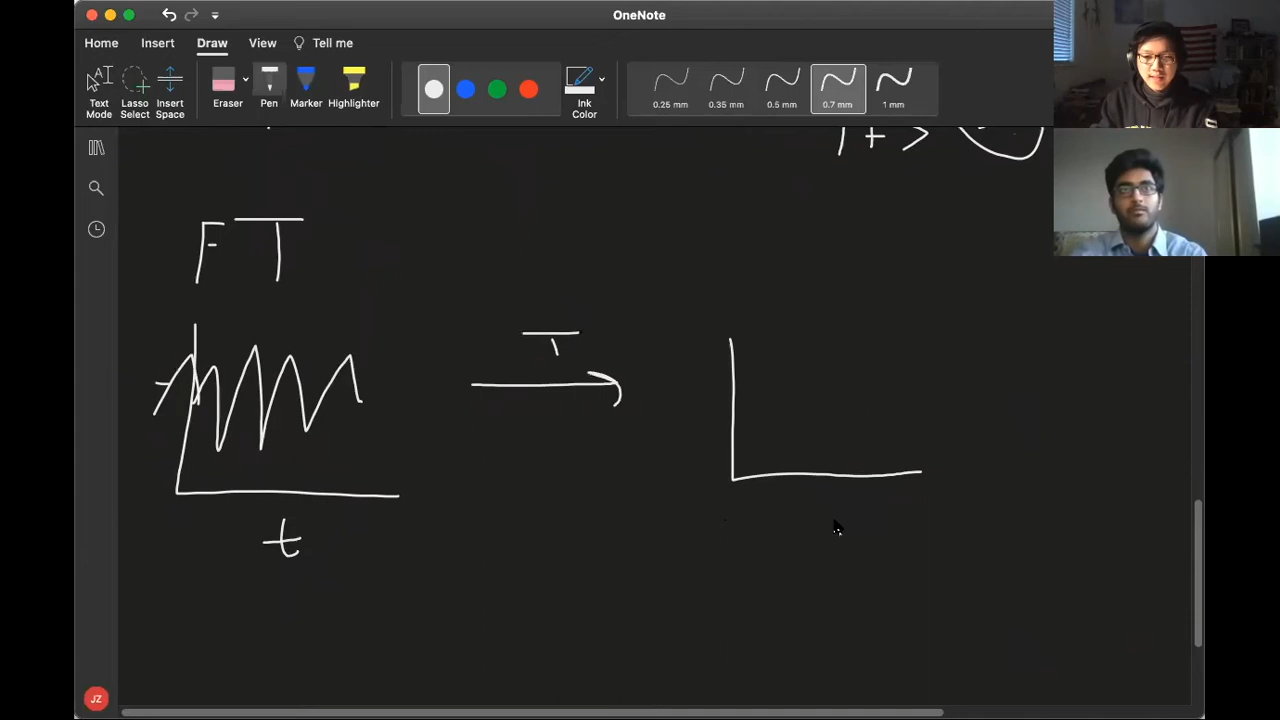 OneNote
Home Insert Draw View Tell me
Text Mode
Lasso Select
Insert Space
Eraser
Pen
Marker
Highlighter
Ink Color
0.25 mm
0.35 mm
0.5 mm
0.7 mm
1 mm
1 + >
FT
t
JZ